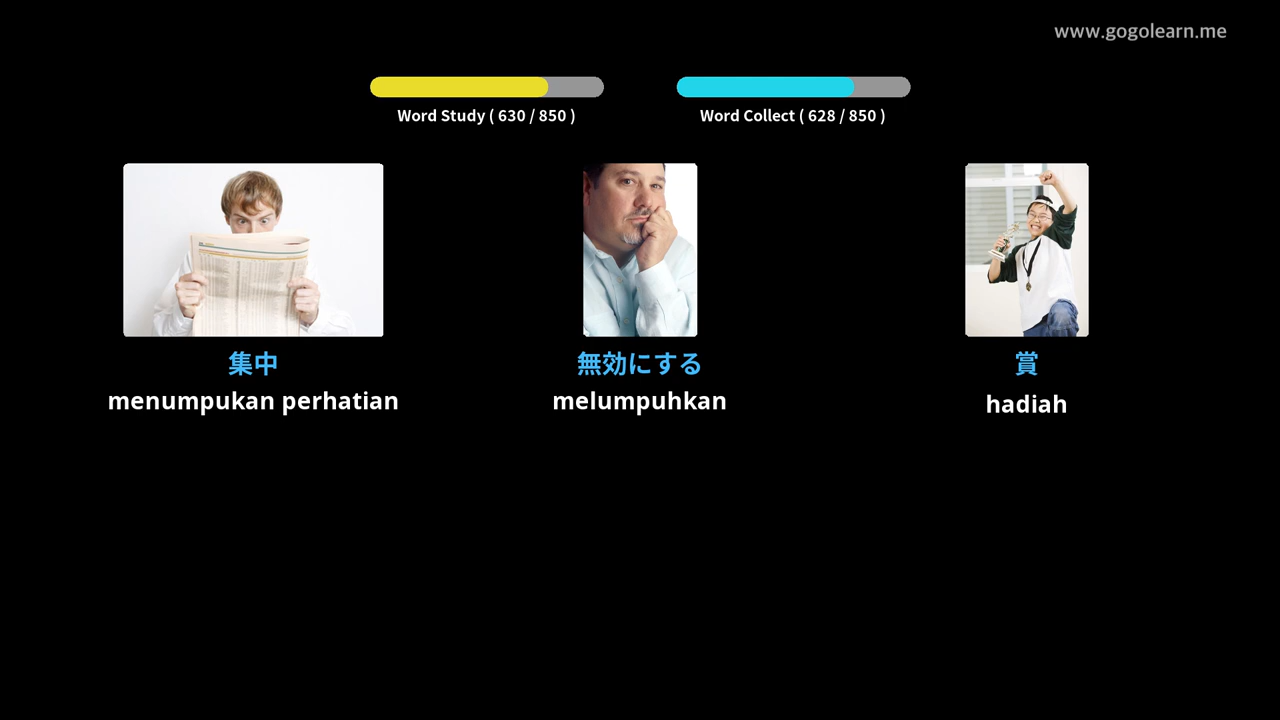 www.gogolearn.me
Word Study ( 630 / 850 )
Word Collect ( 628 / 850 )
集中
menumpukan perhatian
無効にする
melumpuhkan
賞
hadiah